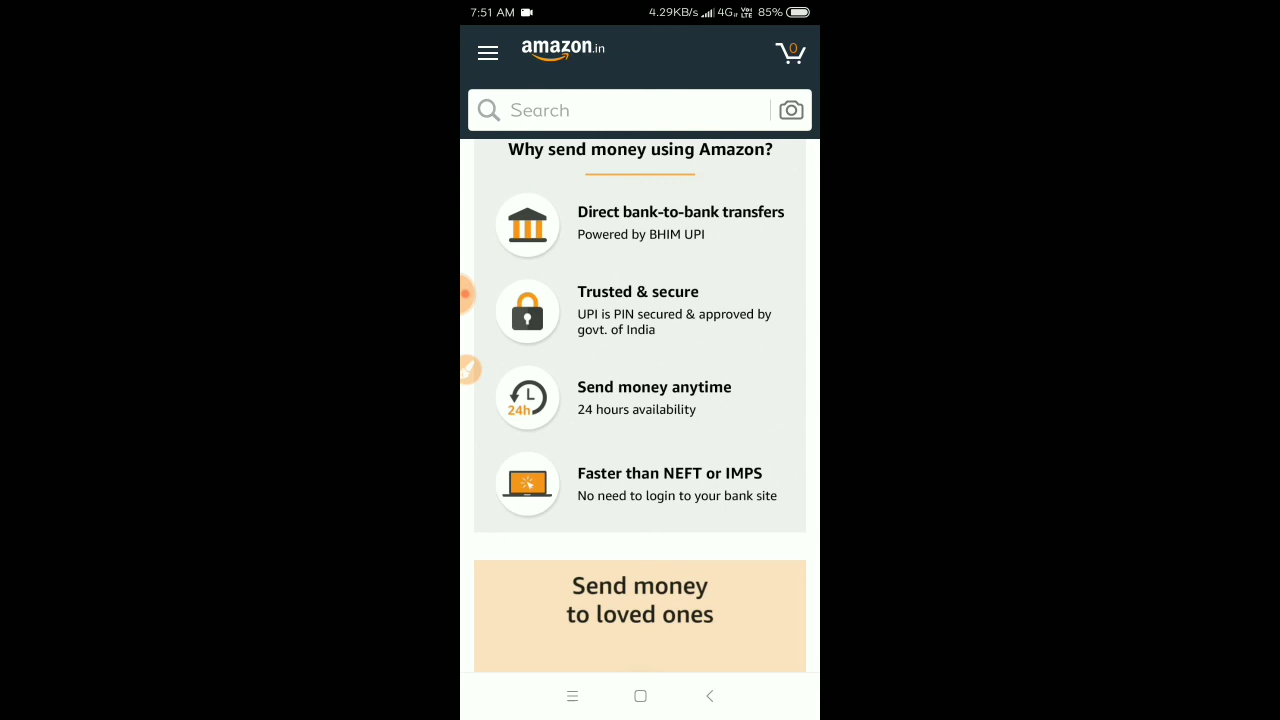 7:51 AM 4.29KB/s 4G Vo LTE 85%
amazon.in
0
Search
Why send money using Amazon?
Direct bank-to-bank transfers
Powered by BHIM UPI
Trusted & secure
UPI is PIN secured & approved by
govt. of India
Send money anytime
24h
24 hours availability
Faster than NEFT or IMPS
No need to login to your bank site
Send money
to loved ones